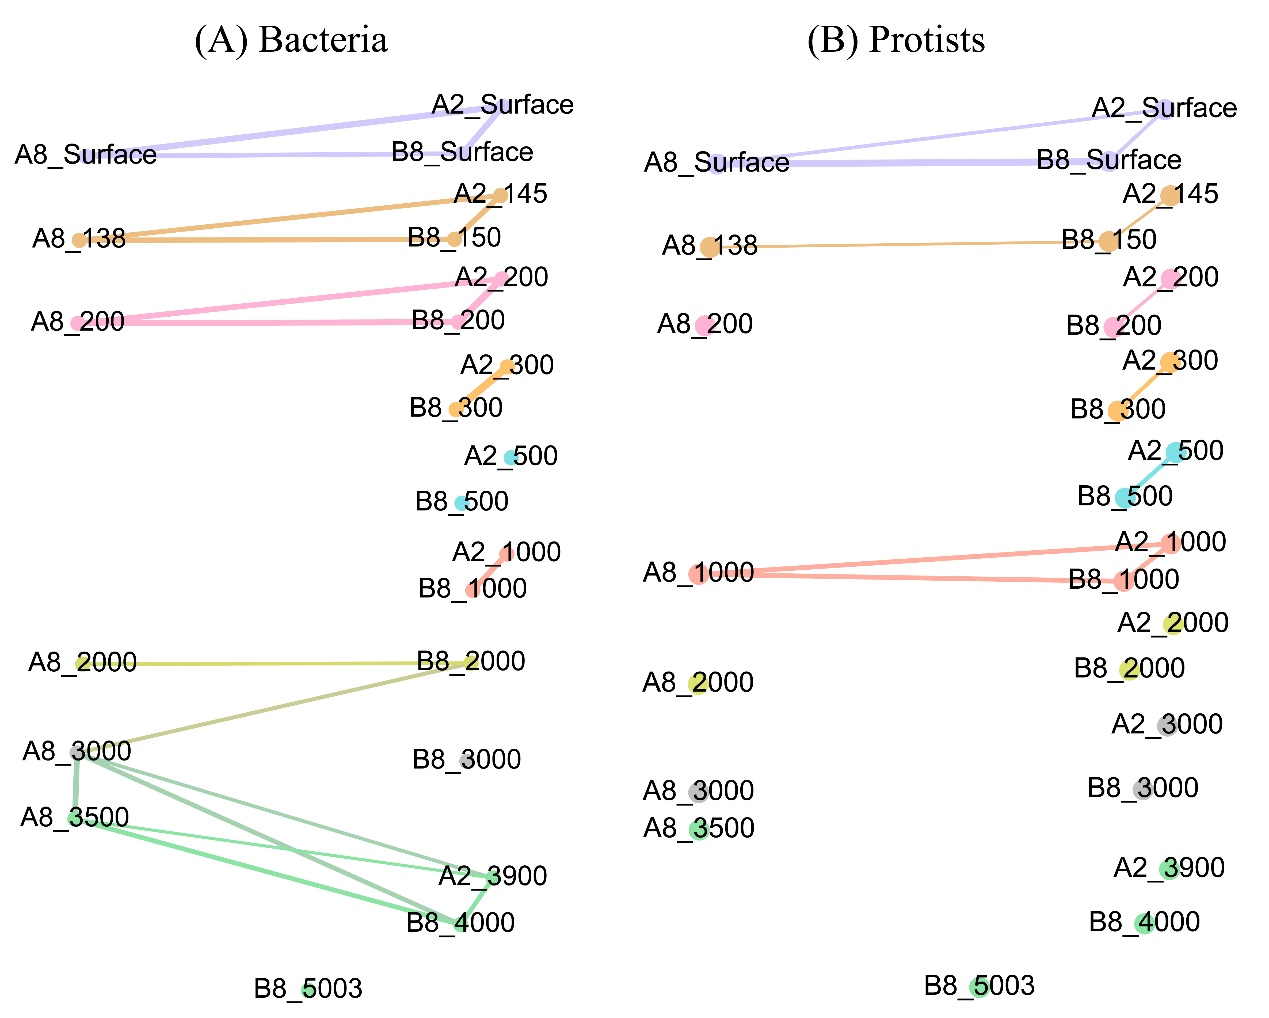 (A) Bacteria
A2_Surface
A8_Surface
B8_Surface
A2_145
A8_138
B8_150
A2_200
A8_200
B8_200
A2_300
B8_300
A2_500
B8_500
A2_1000
B8_1000
A8_2000
B8_2000
A8_3000
B8_3000
A8_3500
A2_3900
B8_4000
B8_5003
(B) Protists
A2_Surface
A8_Surface
B8_Surface
A2_145
A8_138
B8_150
A2_200
A8_200
B8_200
A2_300
B8_300
A2_500
B8_500
A2_1000
A8_1000
B8_1000
A2_2000
B8_2000
A8_2000
A2_3000
B8_3000
A8_3000
A8_3500
A2_3900
B8_4000
B8_5003